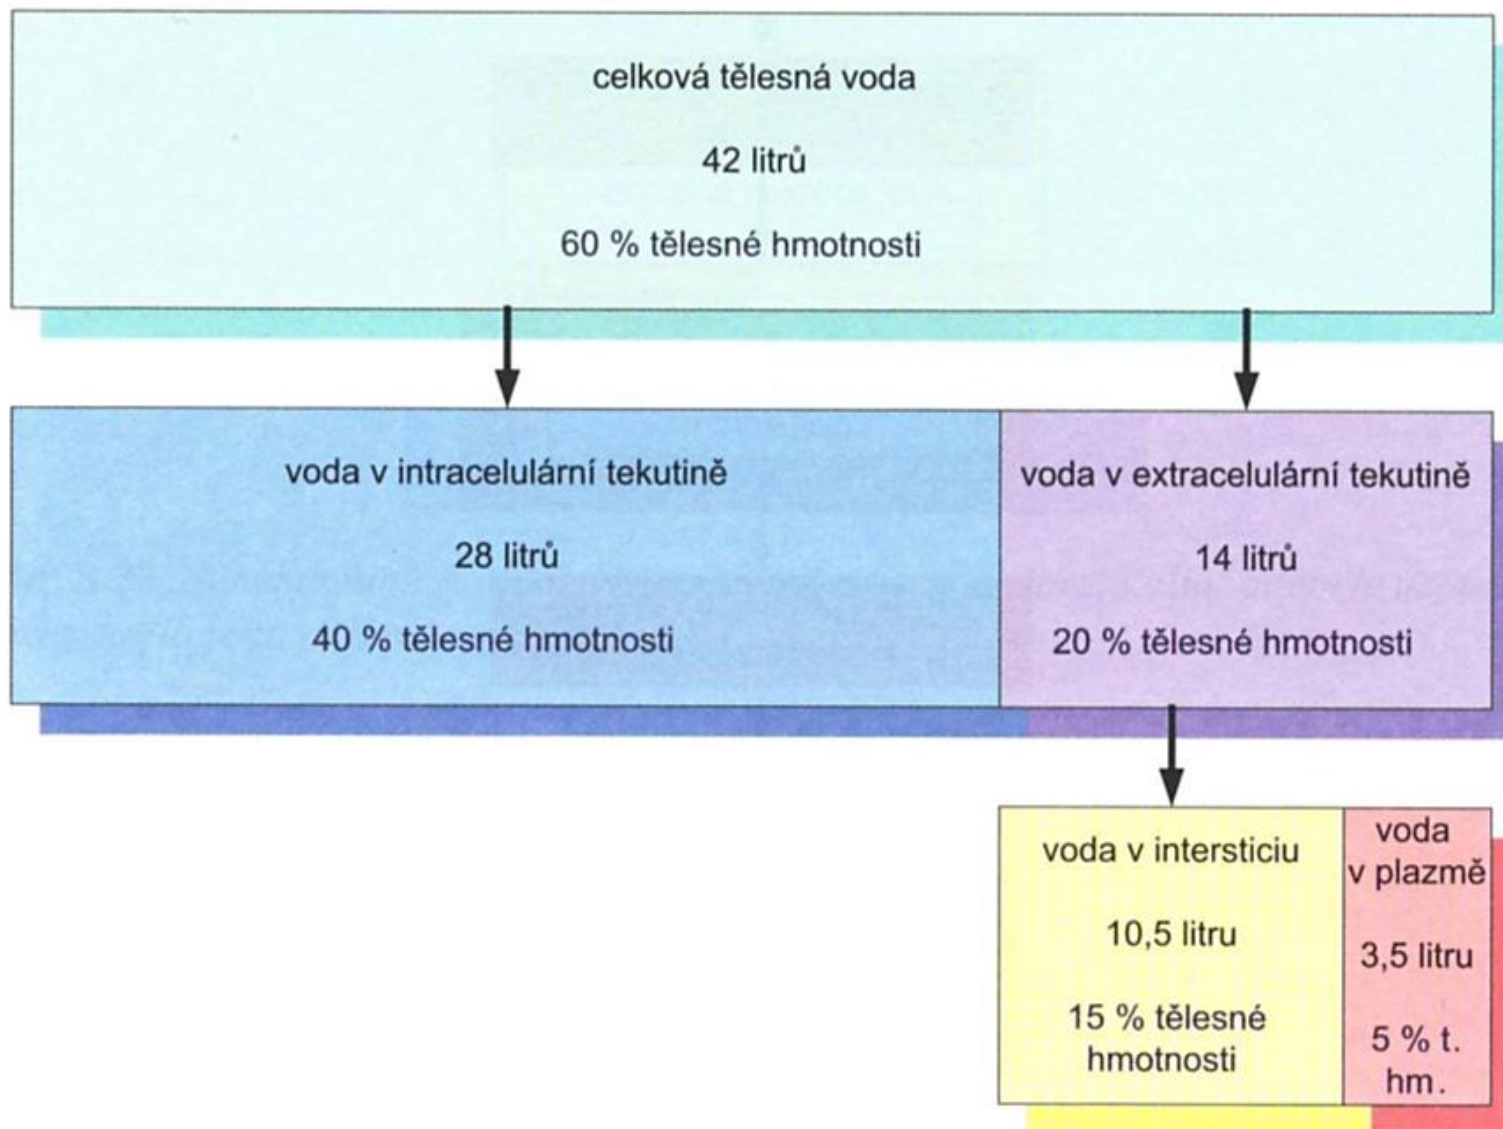 celková tělesná voda
42 litrů
60 % tělesné hmotnosti
voda v intracelulární tekutině
28 litrů
40 % tělesné hmotnosti
voda v extracelulární tekutině
14 litrů
20 % tělesné hmotnosti
voda v intersticiu
10,5 litru
15 % tělesné
hmotnosti
voda
v plazmě
3,5 litru
5 % t.
hm.